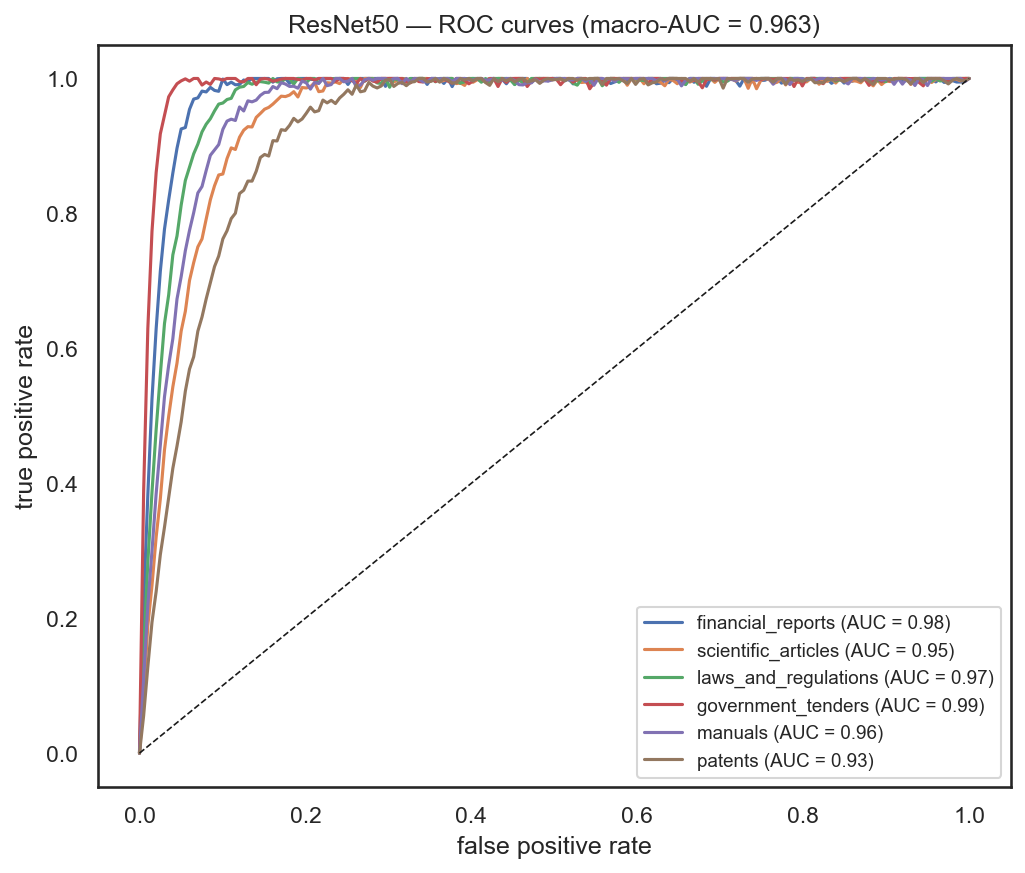 ResNet50 — ROC curves (macro-AUC = 0.963)
true positive rate
1.0
0.8
0.6
0.4
0.2
0.0
0.0 0.2 0.4 0.6 0.8 1.0
false positive rate
financial_reports (AUC = 0.98)
scientific_articles (AUC = 0.95)
laws_and_regulations (AUC = 0.97)
government_tenders (AUC = 0.99)
manuals (AUC = 0.96)
patents (AUC = 0.93)